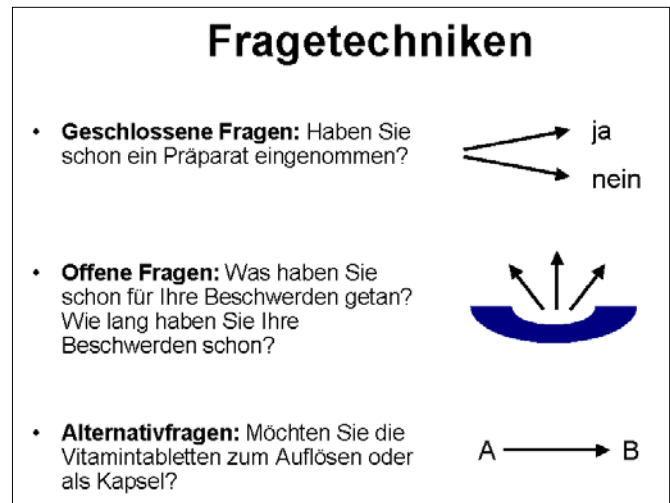 Fragetechniken
• Geschlossene Fragen: Haben Sie
schon ein Präparat eingenommen?
ja
nein
• Offene Fragen: Was haben Sie
schon für Ihre Beschwerden getan?
Wie lang haben Sie Ihre
Beschwerden schon?
• Alternativfragen: Möchten Sie die
Vitamintabletten zum Auflösen oder
als Kapsel?
A B